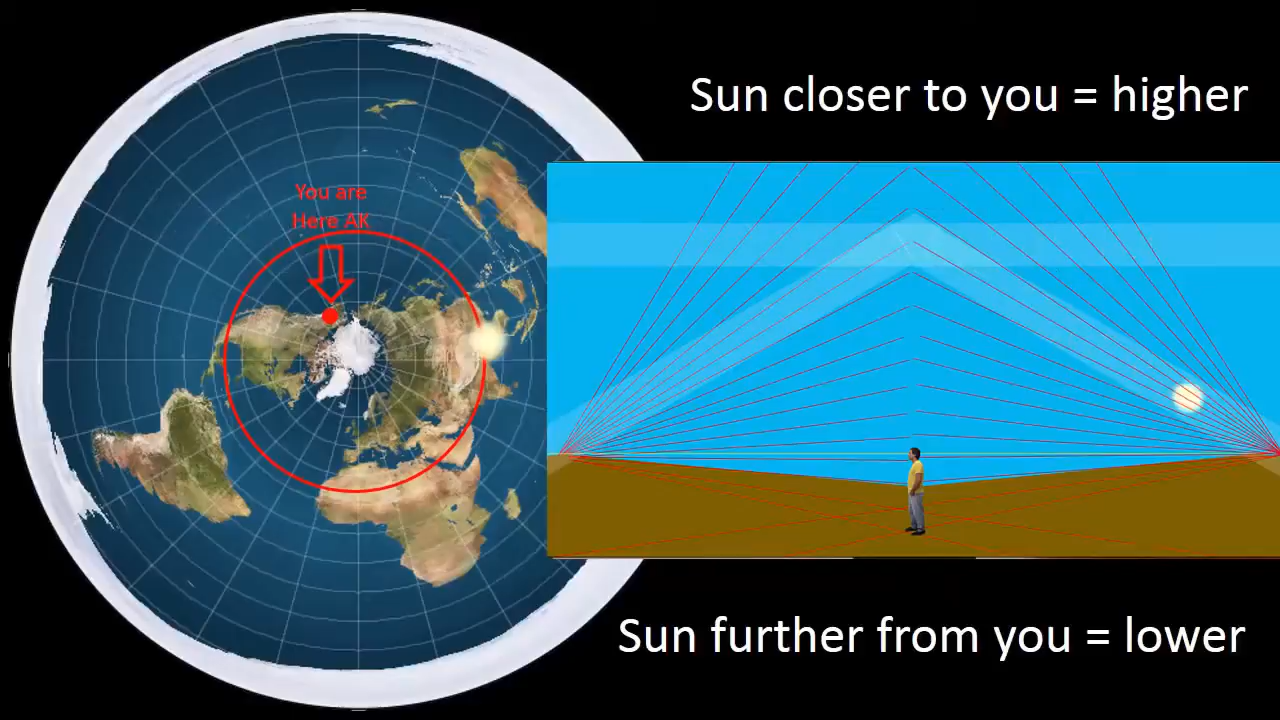 Sun closer to you = higher
You are
Here AK
Sun further from you = lower